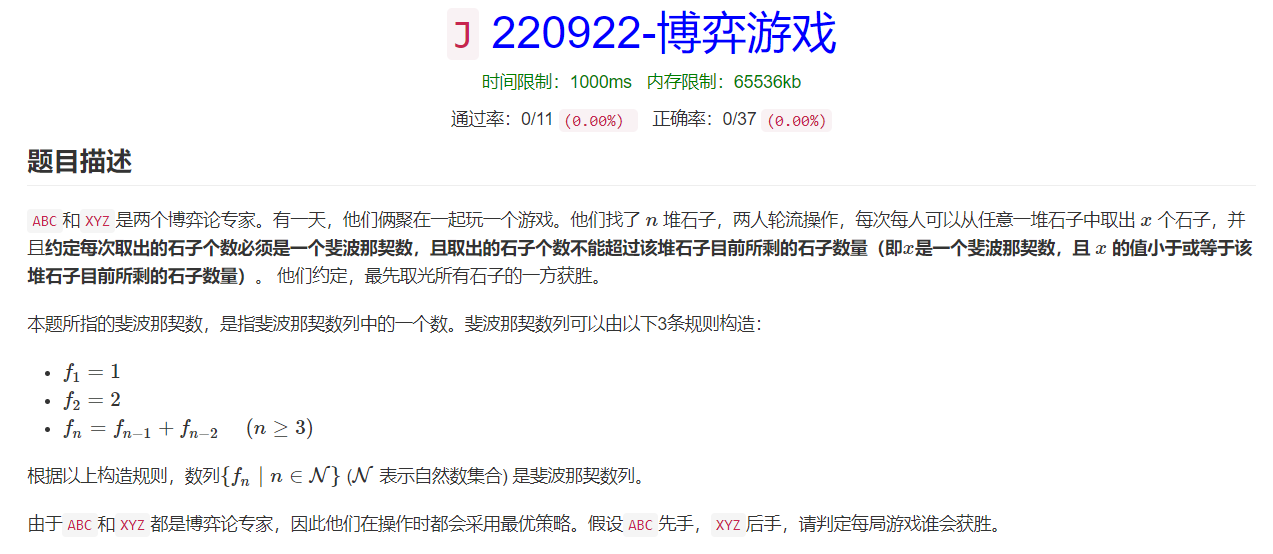 J 220922-博弈游戏
时间限制：1000ms 内存限制：65536kb
通过率：0/11 (0.00%) 正确率：0/37 (0.00%)
题目描述
ABC 和 XYZ 是两个博弈论专家。有一天，他们俩聚在一起玩一个游戏。他们找了 n 堆石子，两人轮流操作，每次每人可以从任意一堆石子中取出 x 个石子，并
且约定每次取出的石子个数必须是一个斐波那契数，且取出的石子个数不能超过该堆石子目前所剩的石子数量（即x是一个斐波那契数，且 x 的值小于或等于该
堆石子目前所剩的石子数量）。 他们约定，最先取光所有石子的一方获胜。
本题所指的斐波那契数，是指斐波那契数列中的一个数。斐波那契数列可以由以下3条规则构造：
• f₁ = 1
• f₂ = 2
• fₙ = fₙ₋₁ + fₙ₋₂ (n ≥ 3)
根据以上构造规则，数列{fₙ | n ∈ 𝒩} (𝒩 表示自然数集合) 是斐波那契数列。
由于 ABC 和 XYZ 都是博弈论专家，因此他们在操作时都会采用最优策略。假设 ABC 先手，XYZ 后手，请判定每局游戏谁会获胜。